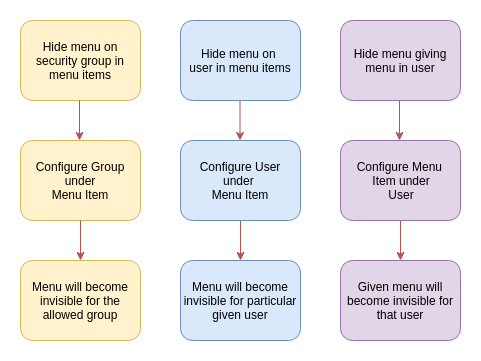 Hide menu on
security group in
menu items
Hide menu on
user in menu items
Hide menu giving
menu in user
Configure Group
under
Menu Item
Configure User
under
Menu Item
Configure Menu
Item under
User
Menu will become
invisible for the
allowed group
Menu will become
invisible for particular
given user
Given menu will
become invisible for
that user